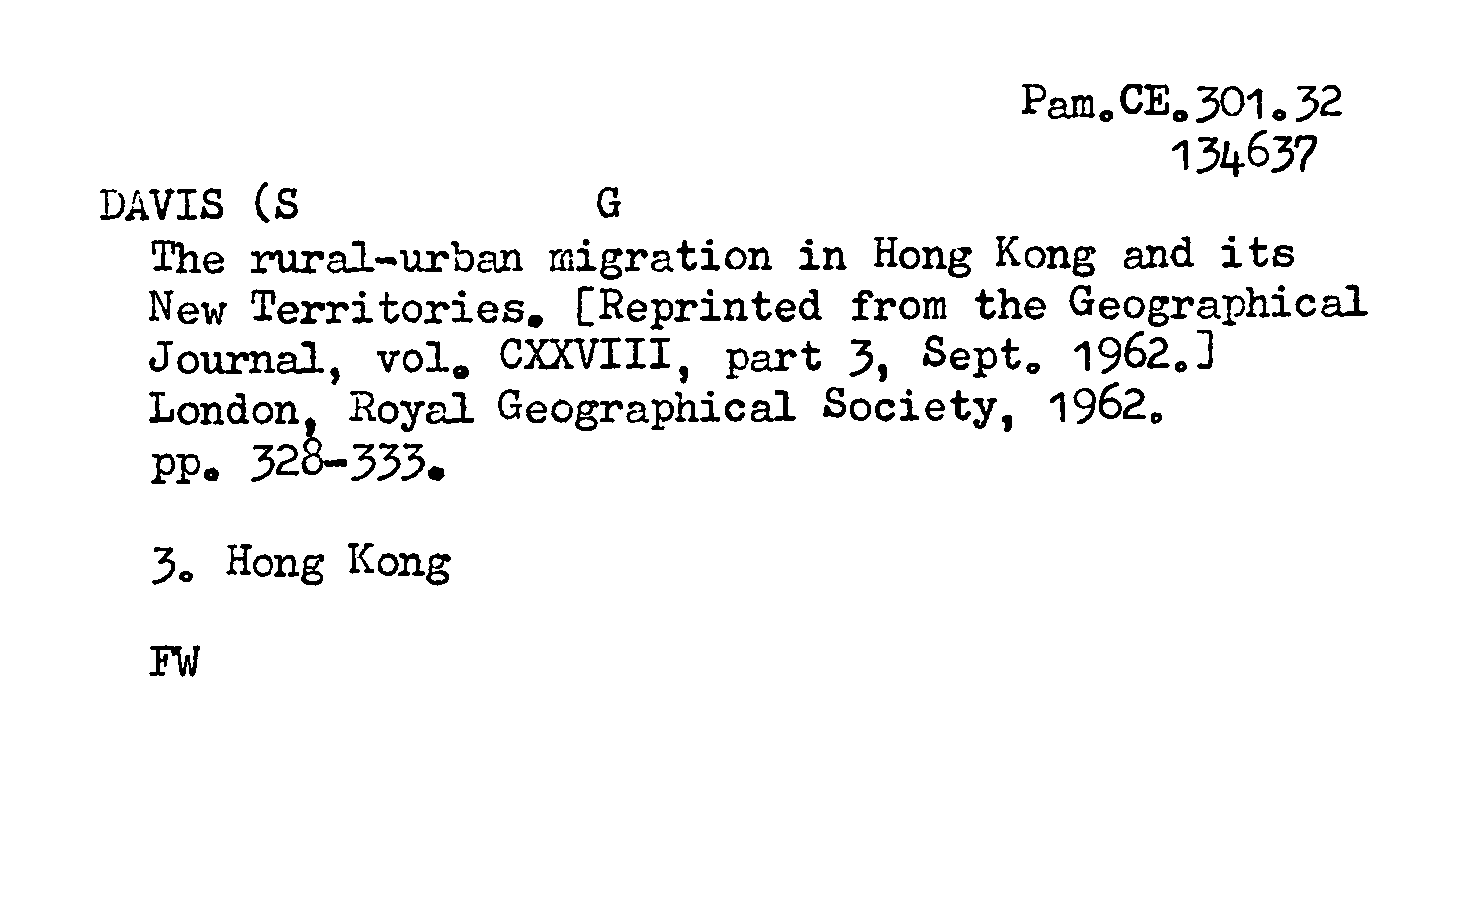 Pam.CE.301.32
134637
DAVIS (S G
The rural-urban migration in Hong Kong and its
New Territories. [Reprinted from the Geographical
Journal, vol. CXXVIII, part 3, Sept. 1962.]
London, Royal Geographical Society, 1962.
pp. 328-333.
3. Hong Kong
FW